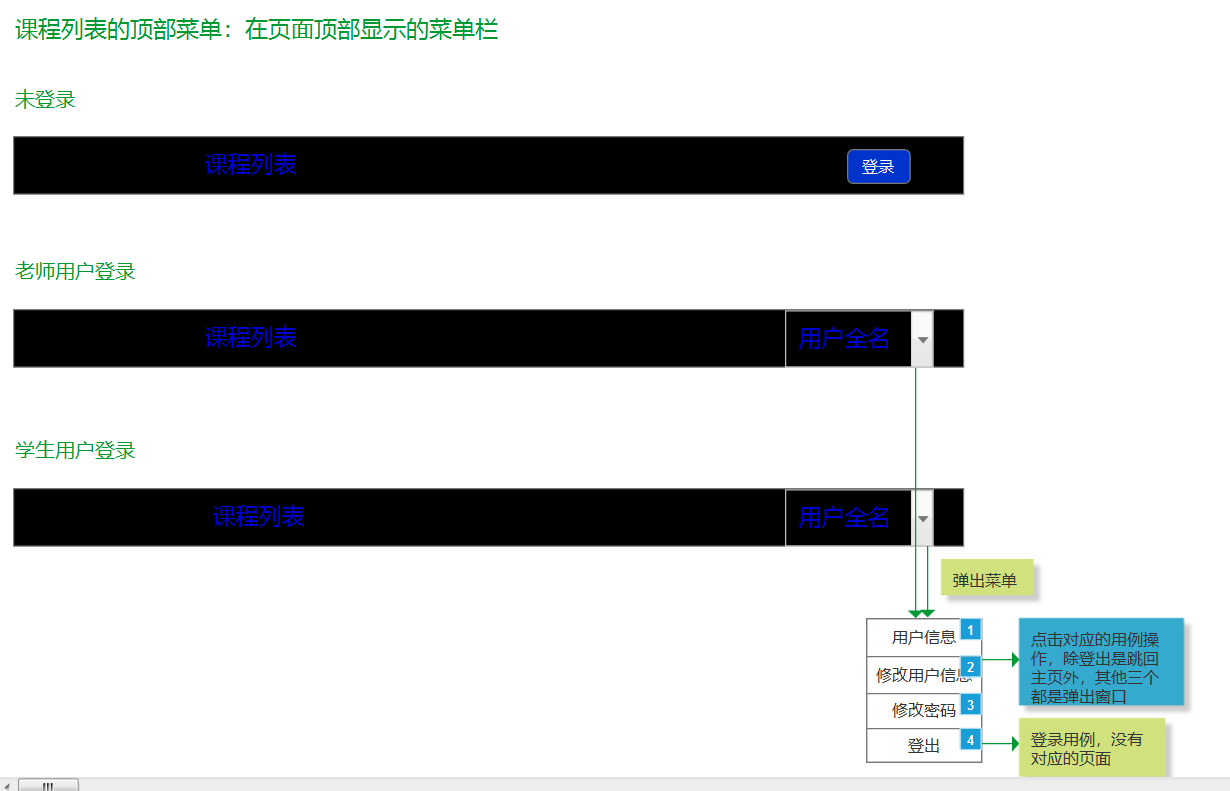 课程列表的顶部菜单：在页面顶部显示的菜单栏
未登录
课程列表
登录
老师用户登录
课程列表
用户全名
学生用户登录
课程列表
用户全名
弹出菜单
用户信息
1
修改用户信息
2
修改密码
3
登出
4
点击对应的用例操
作，除登出是跳回
主页外，其他三个
都是弹出窗口
登录用例，没有
对应的页面